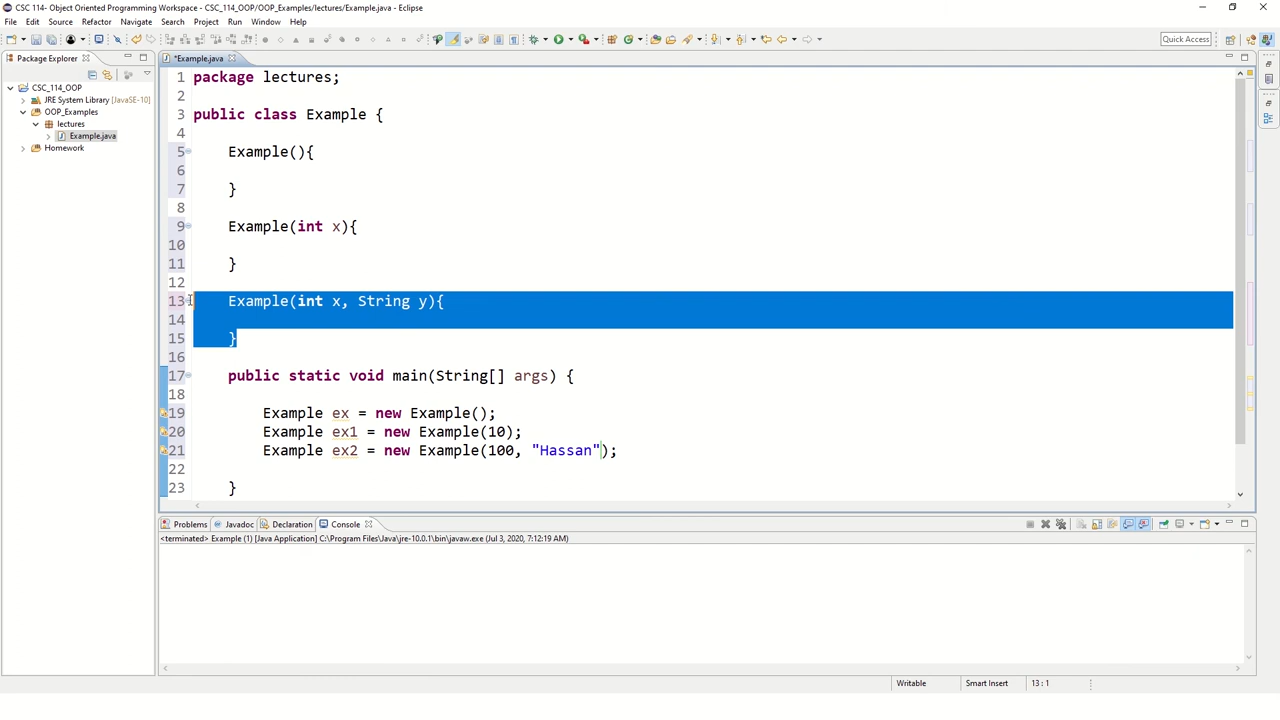 CSC 114- Object Oriented Programming Workspace - CSC_114_OOP/OOP_Examples/lectures/Example.java - Eclipse
File Edit Source Refactor Navigate Search Project Run Window Help
Quick Access
Package Explorer
*Example.java
CSC_114_OOP
JRE System Library [JavaSE-10]
OOP_Examples
lectures
Example.java
Homework
1 package lectures;
2
3 public class Example {
4
5 Example(){
6
7 }
8
9 Example(int x){
10
11 }
12
13 Example(int x, String y){
14
15 }
16
17 public static void main(String[] args) {
18
19 Example ex = new Example();
20 Example ex1 = new Example(10);
21 Example ex2 = new Example(100, "Hassan");
22
23 }
Problems Javadoc Declaration Console
<terminated> Example (1) [Java Application] C:\Program Files\Java\jre-10.0.1\bin\javaw.exe (Jul 3, 2020, 7:12:19 AM)
Writable Smart Insert 13 : 1